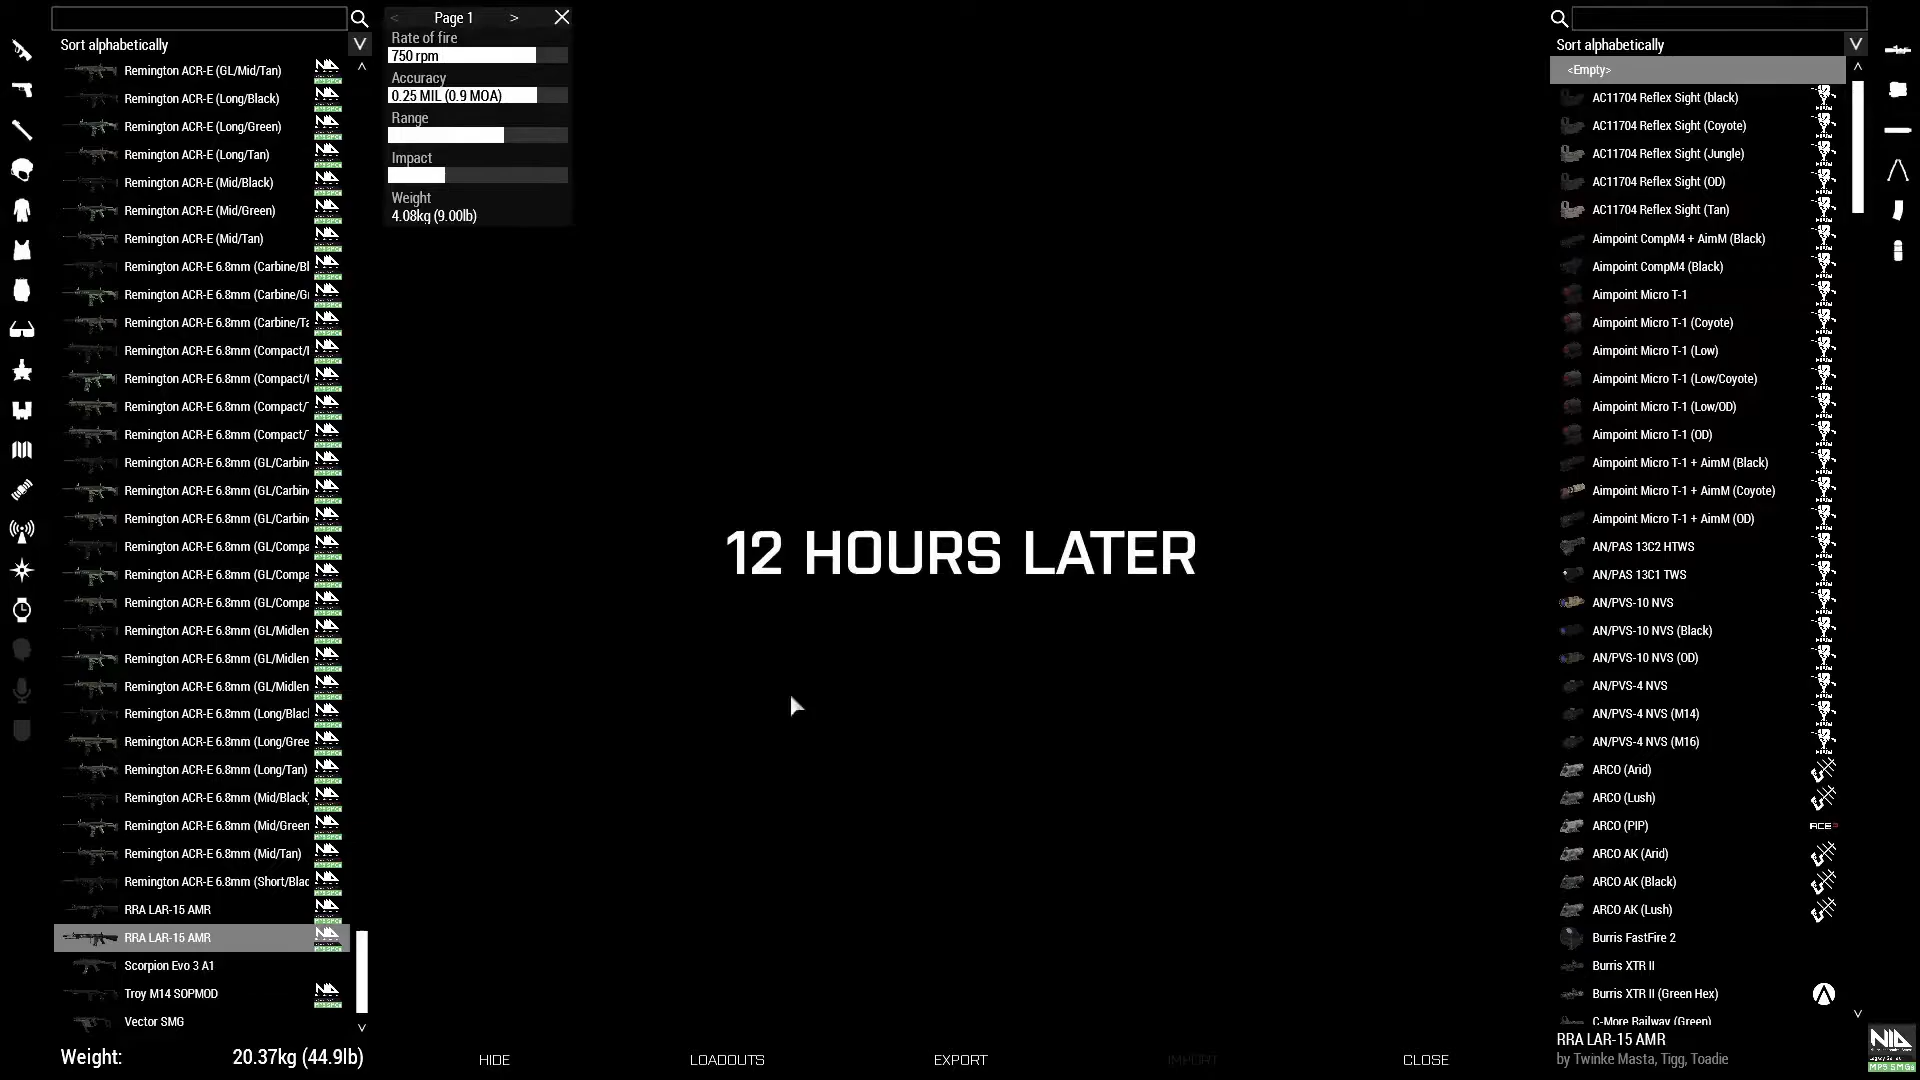 Sort alphabetically
Remington ACR-E (GL/Mid/Tan)
Remington ACR-E (Long/Black)
Remington ACR-E (Long/Green)
Remington ACR-E (Long/Tan)
Remington ACR-E (Mid/Black)
Remington ACR-E (Mid/Green)
Remington ACR-E (Mid/Tan)
Remington ACR-E 6.8mm (Carbine/Bl
Remington ACR-E 6.8mm (Carbine/G
Remington ACR-E 6.8mm (Carbine/Ta
Remington ACR-E 6.8mm (Compact/
Remington ACR-E 6.8mm (Compact/
Remington ACR-E 6.8mm (Compact/
Remington ACR-E 6.8mm (Compact/
Remington ACR-E 6.8mm (GL/Carbin
Remington ACR-E 6.8mm (GL/Carbin
Remington ACR-E 6.8mm (GL/Carbin
Remington ACR-E 6.8mm (GL/Compa
Remington ACR-E 6.8mm (GL/Compa
Remington ACR-E 6.8mm (GL/Compa
Remington ACR-E 6.8mm (GL/Midlen
Remington ACR-E 6.8mm (GL/Midlen
Remington ACR-E 6.8mm (GL/Midlen
Remington ACR-E 6.8mm (Long/Blac
Remington ACR-E 6.8mm (Long/Gree
Remington ACR-E 6.8mm (Long/Tan)
Remington ACR-E 6.8mm (Mid/Black
Remington ACR-E 6.8mm (Mid/Green
Remington ACR-E 6.8mm (Mid/Tan)
Remington ACR-E 6.8mm (Short/Blac
RRA LAR-15 AMR
RRA LAR-15 AMR
Scorpion Evo 3 A1
Troy M14 SOPMOD
Vector SMG
Weight: 20.37kg (44.9lb)
< Page 1 >
Rate of fire
750 rpm
Accuracy
0.25 MIL (0.9 MOA)
Range
Impact
Weight
4.08kg (9.00lb)
12 HOURS LATER
HIDE LOADOUTS EXPORT IMPORT CLOSE
Sort alphabetically
<Empty>
AC11704 Reflex Sight (black)
AC11704 Reflex Sight (Coyote)
AC11704 Reflex Sight (Jungle)
AC11704 Reflex Sight (OD)
AC11704 Reflex Sight (Tan)
Aimpoint CompM4 + AimM (Black)
Aimpoint CompM4 (Black)
Aimpoint Micro T-1
Aimpoint Micro T-1 (Coyote)
Aimpoint Micro T-1 (Low)
Aimpoint Micro T-1 (Low/Coyote)
Aimpoint Micro T-1 (Low/OD)
Aimpoint Micro T-1 (OD)
Aimpoint Micro T-1 + AimM (Black)
Aimpoint Micro T-1 + AimM (Coyote)
Aimpoint Micro T-1 + AimM (OD)
AN/PAS 13C2 HTWS
AN/PAS 13C1 TWS
AN/PVS-10 NVS
AN/PVS-10 NVS (Black)
AN/PVS-10 NVS (OD)
AN/PVS-4 NVS
AN/PVS-4 NVS (M14)
AN/PVS-4 NVS (M16)
ARCO (Arid)
ARCO (Lush)
ARCO (PIP)
ACE3
ARCO AK (Arid)
ARCO AK (Black)
ARCO AK (Lush)
Burris FastFire 2
Burris XTR II
Burris XTR II (Green Hex)
C-More Railway (Green)
RRA LAR-15 AMR
by Twinke Masta, Tigg, Toadie
NIA
MP5 SMGs